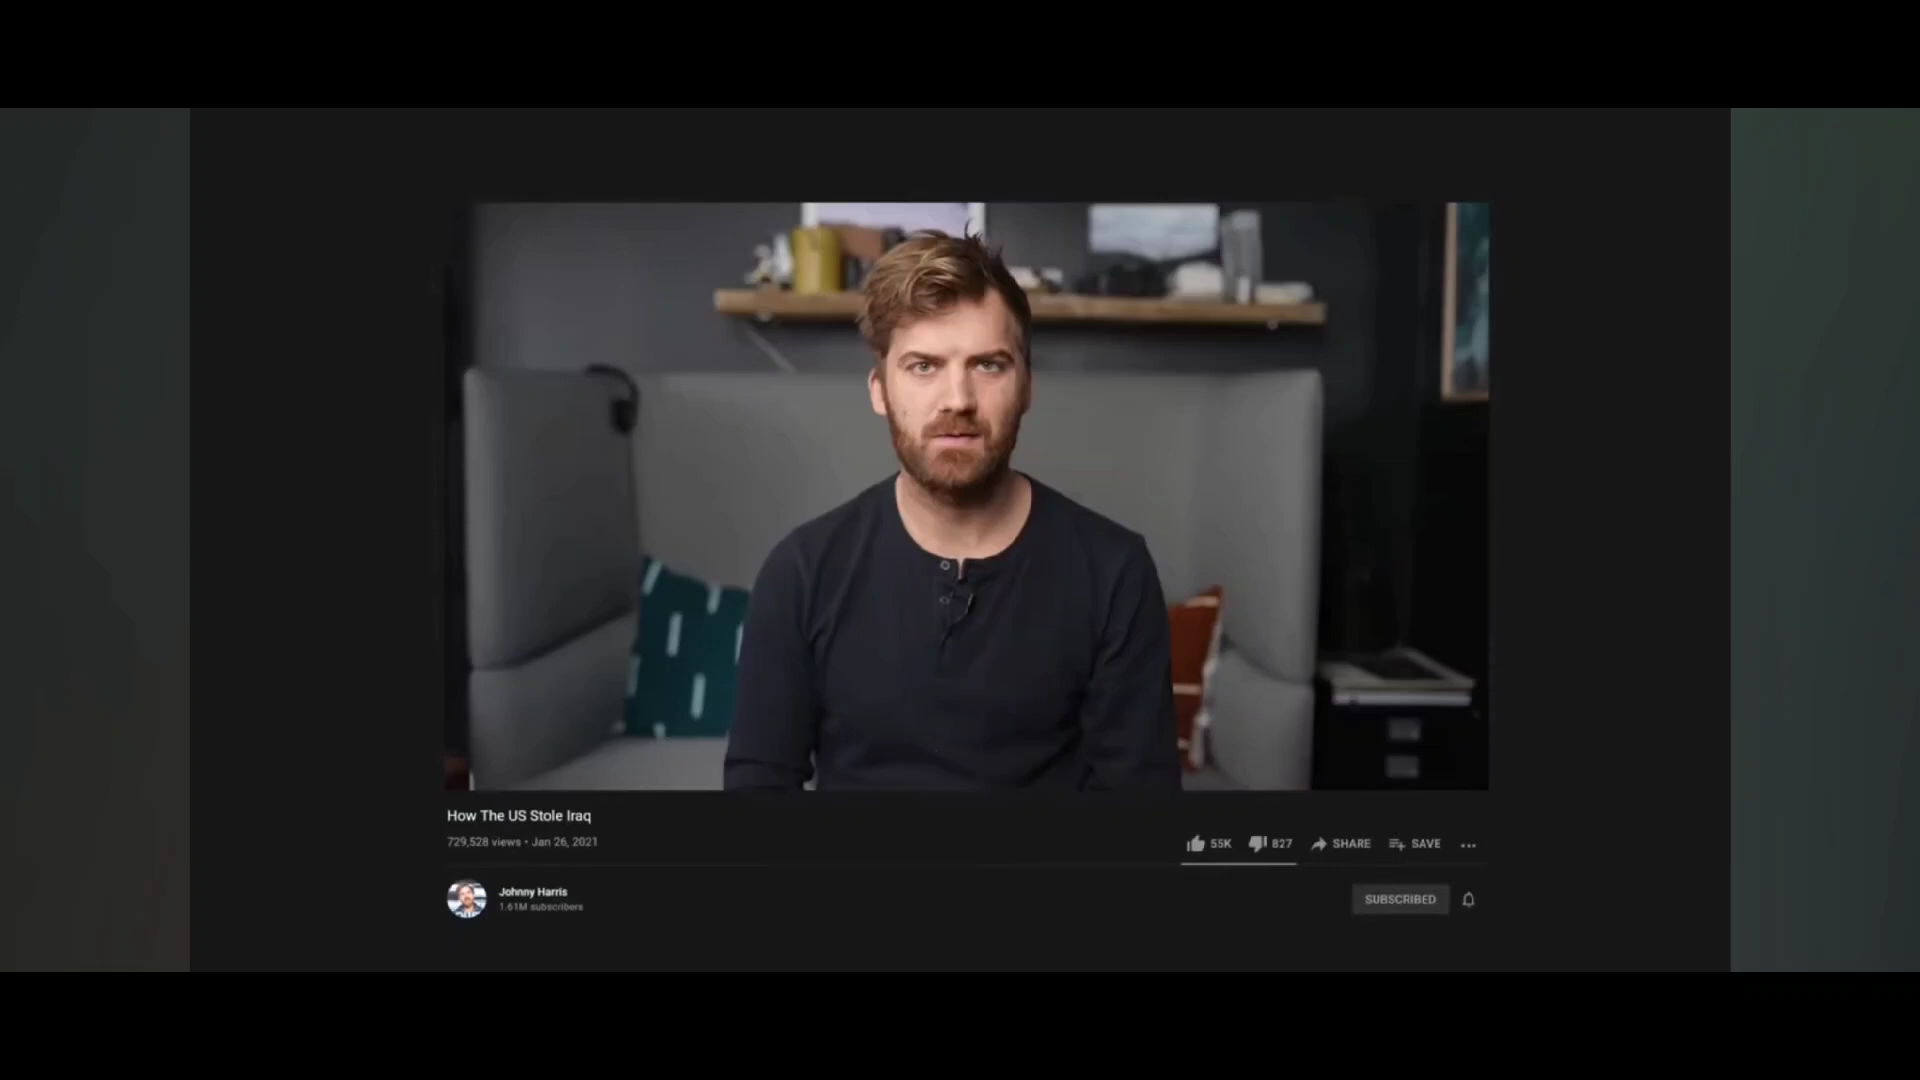 How The US Stole Iraq
729,528 views • Jan 26, 2021
55K 827 SHARE SAVE
Johnny Harris
1.61M subscribers
SUBSCRIBED